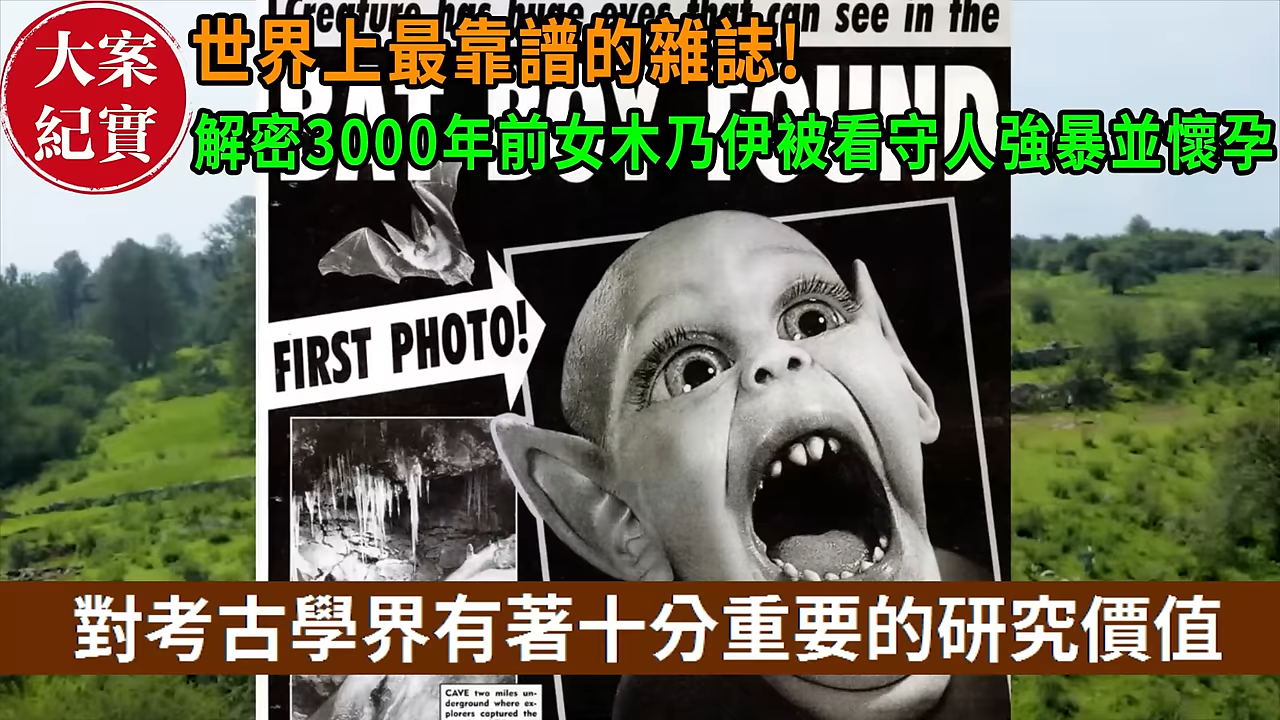 Creature has huge eyes that can see in the
大案
紀實
世界上最靠譜的雜誌!
BAT BOY FOUND
解密3000年前女木乃伊被看守人強暴並懷孕
FIRST PHOTO!
對考古學界有著十分重要的研究價值
CAVE two miles un-
derground where ex-
plorers captured the